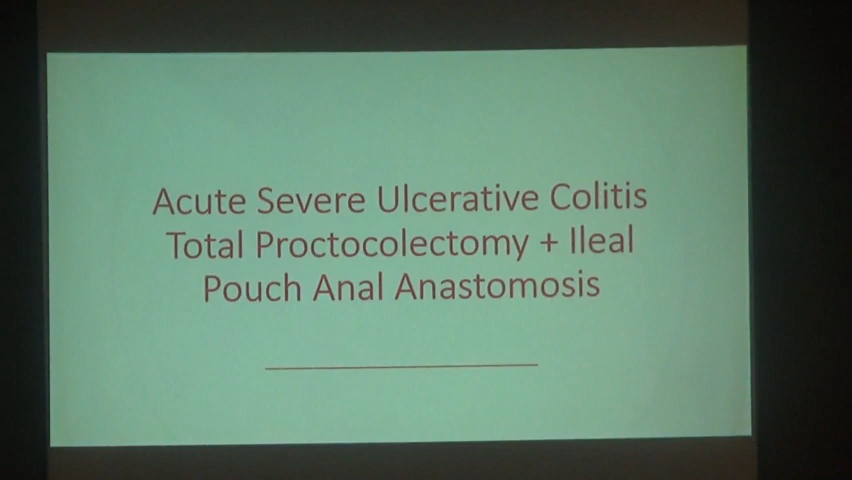 Acute Severe Ulcerative Colitis
Total Proctocolectomy + Ileal
Pouch Anal Anastomosis